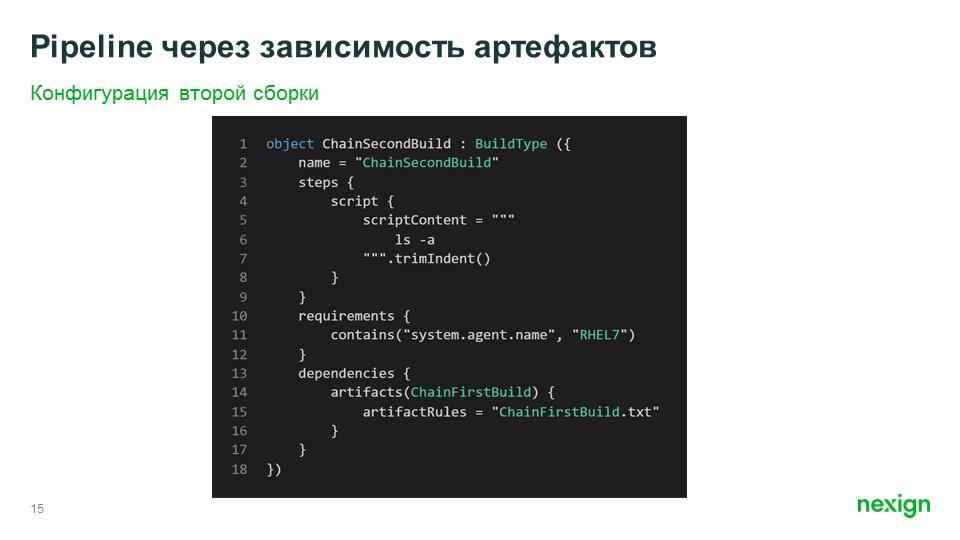 Pipeline через зависимость артефактов
Конфигурация второй сборки
1 object ChainSecondBuild : BuildType ({
2     name = "ChainSecondBuild"
3     steps {
4         script {
5             scriptContent = """
6                 ls -a
7             """.trimIndent()
8         }
9     }
10     requirements {
11         contains("system.agent.name", "RHEL7")
12     }
13     dependencies {
14         artifacts(ChainFirstBuild) {
15             artifactRules = "ChainFirstBuild.txt"
16         }
17     }
18 })
15
nexign